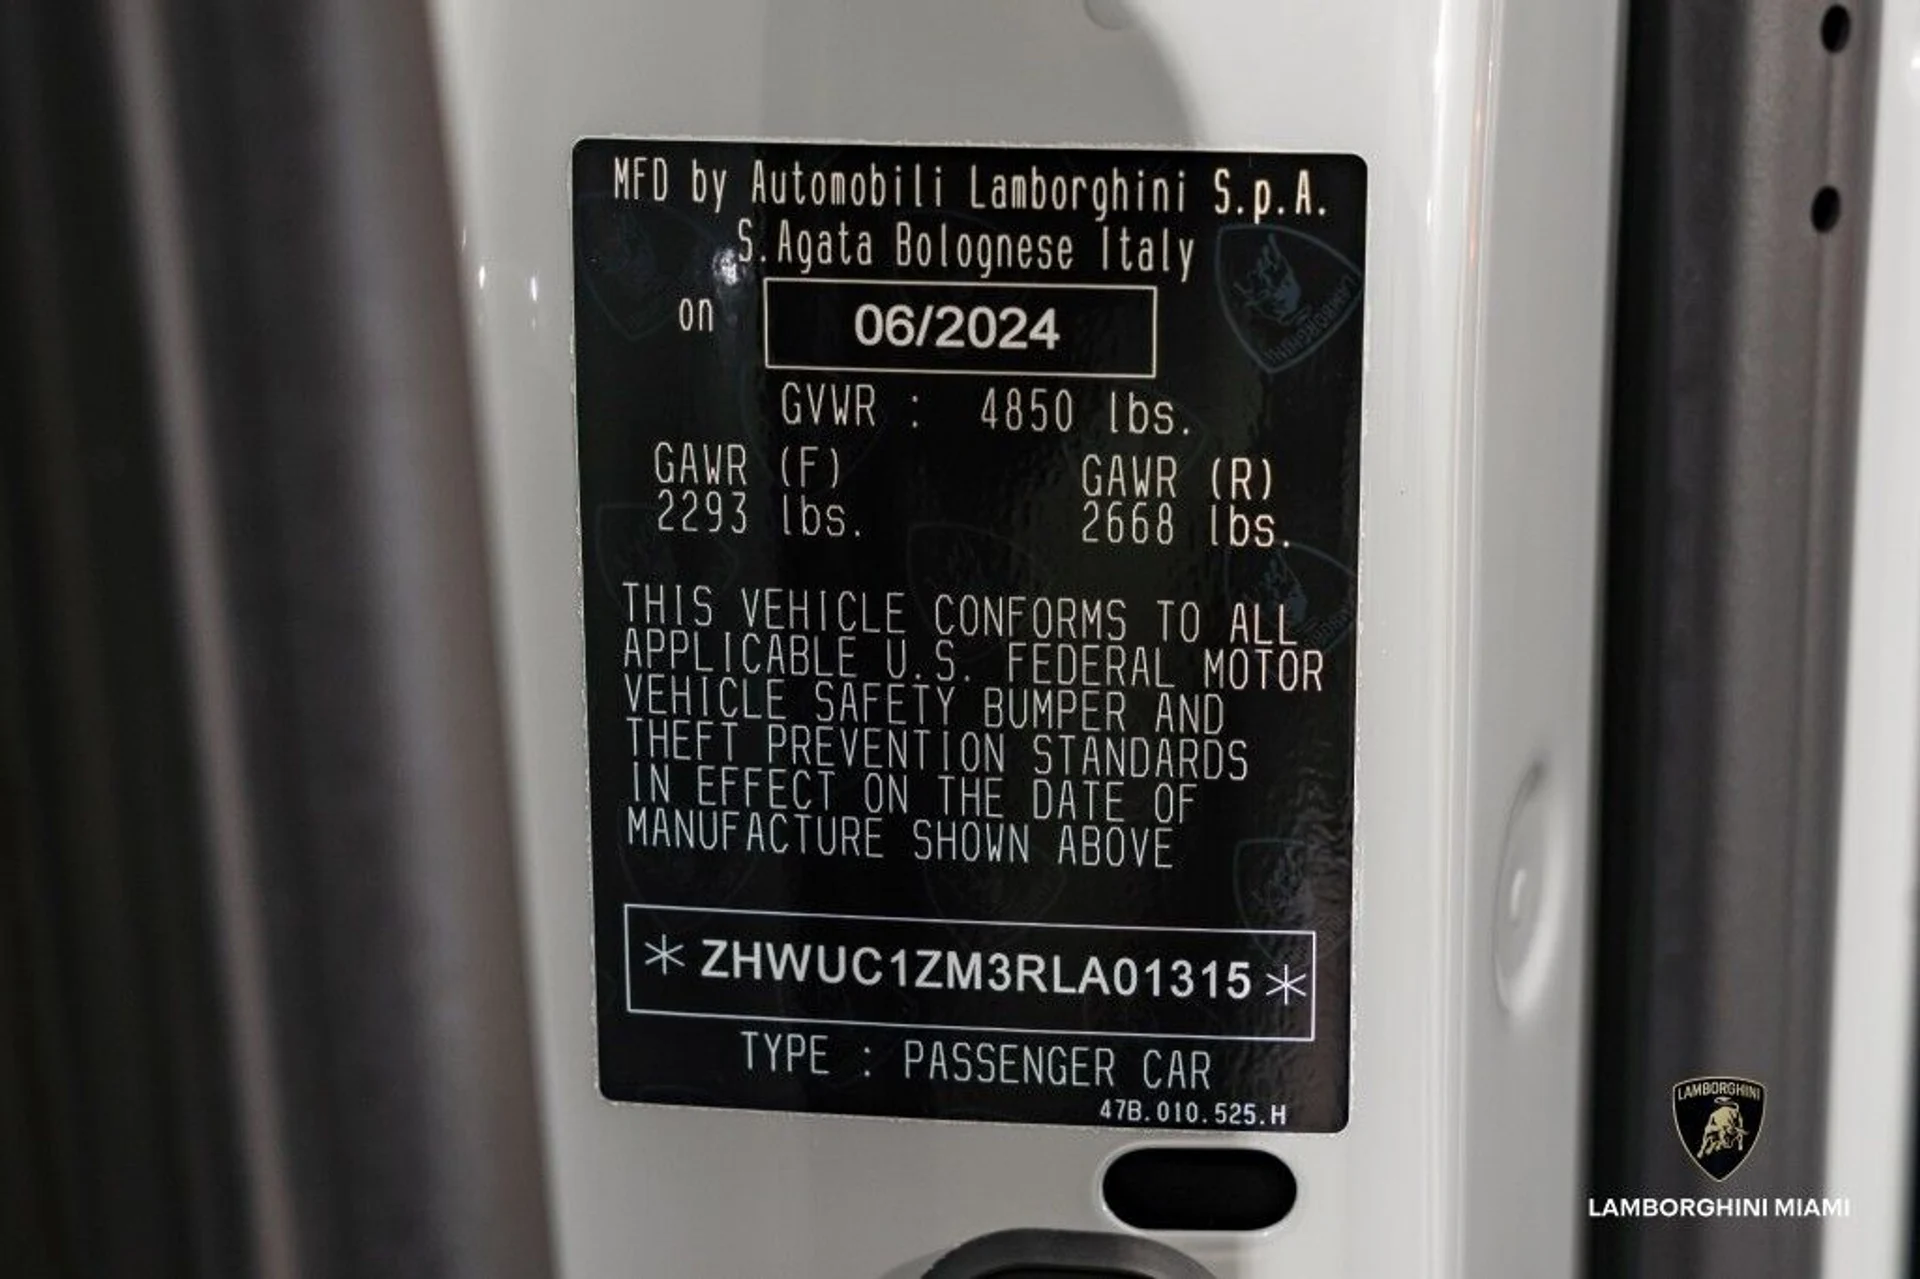 MFD by Automobili Lamborghini S.p.A.
S.Agata Bolognese Italy
on 06/2024
GVWR : 4850 lbs.
GAWR (F) GAWR (R)
2293 lbs. 2668 lbs.
THIS VEHICLE CONFORMS TO ALL
APPLICABLE U.S. FEDERAL MOTOR
VEHICLE SAFETY BUMPER AND
THEFT PREVENTION STANDARDS
IN EFFECT ON THE DATE OF
MANUFACTURE SHOWN ABOVE
* ZHWUC1ZM3RLA01315 *
TYPE : PASSENGER CAR
47B.010.525.H
LAMBORGHINI
LAMBORGHINI
LAMBORGHINI MIAMI